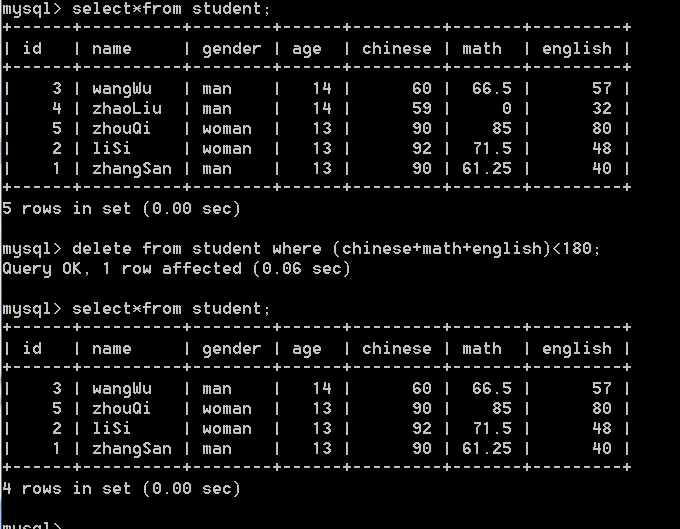 mysql> select*from student;
+------+----------+--------+------+---------+-------+---------+
| id   | name     | gender | age  | chinese | math  | english |
+------+----------+--------+------+---------+-------+---------+
|    3 | wangWu   | man    |   14 |      60 |  66.5 |      57 |
|    4 | zhaoLiu  | man    |   14 |      59 |     0 |      32 |
|    5 | zhouQi   | woman  |   13 |      90 |    85 |      80 |
|    2 | liSi     | woman  |   13 |      92 |  71.5 |      48 |
|    1 | zhangSan | man    |   13 |      90 | 61.25 |      40 |
+------+----------+--------+------+---------+-------+---------+
5 rows in set (0.00 sec)
mysql> delete from student where (chinese+math+english)<180;
Query OK, 1 row affected (0.06 sec)
mysql> select*from student;
+------+----------+--------+------+---------+-------+---------+
| id   | name     | gender | age  | chinese | math  | english |
+------+----------+--------+------+---------+-------+---------+
|    3 | wangWu   | man    |   14 |      60 |  66.5 |      57 |
|    5 | zhouQi   | woman  |   13 |      90 |    85 |      80 |
|    2 | liSi     | woman  |   13 |      92 |  71.5 |      48 |
|    1 | zhangSan | man    |   13 |      90 | 61.25 |      40 |
+------+----------+--------+------+---------+-------+---------+
4 rows in set (0.00 sec)
mysql>